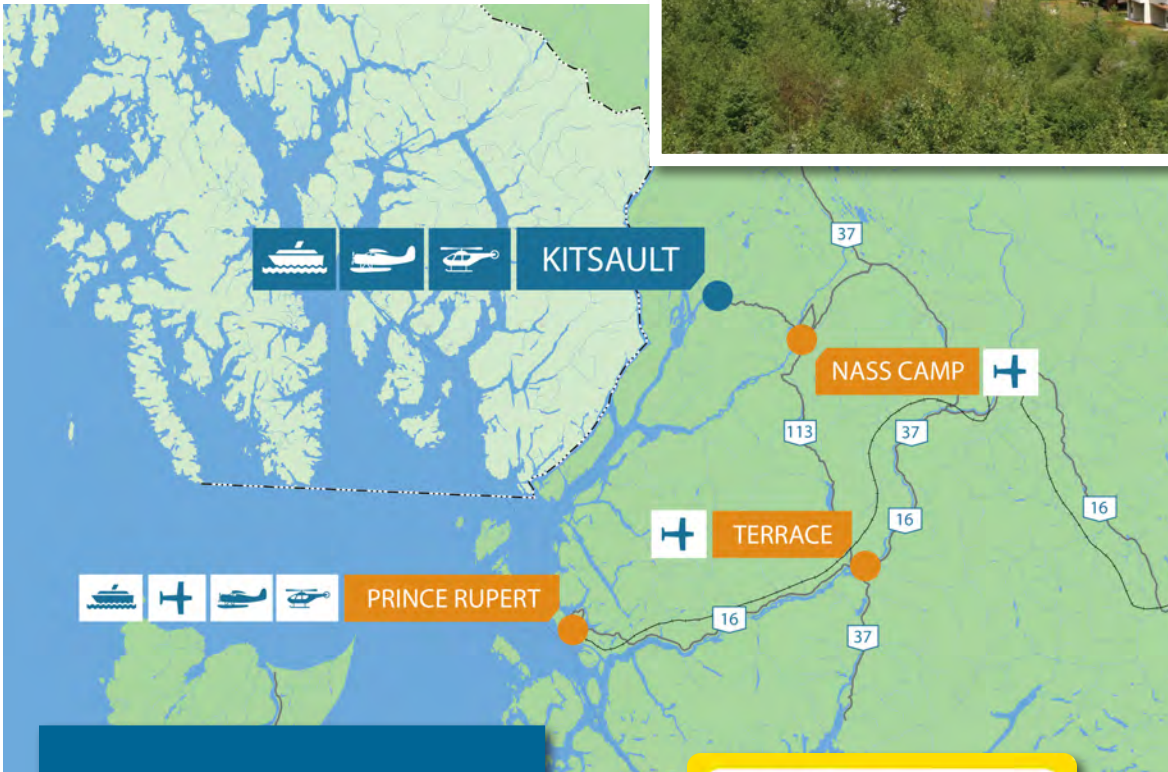 37
KITSAULT
NASS CAMP
113
37
16
TERRACE
16
PRINCE RUPERT
16
37